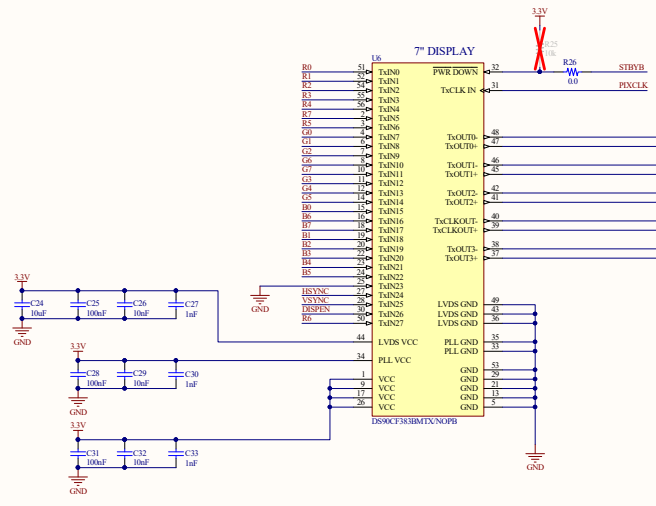 3.3V
R25
10k
7" DISPLAY
U6
R26
0.0
R0 51 TxIN0 PWR DOWN 32 STBYB
R1 52 TxIN1
R2 54 TxIN2 TxCLK IN 31 PIXCLK
R3 55 TxIN3
R4 56 TxIN4
R7 2 TxIN5
R5 3 TxIN6
G0 4 TxIN7 TxOUT0- 48
G1 6 TxIN8 TxOUT0+ 47
G2 7 TxIN9
G6 8 TxIN10 TxOUT1- 46
G7 10 TxIN11 TxOUT1+ 45
G3 11 TxIN12
G4 12 TxIN13 TxOUT2- 42
G5 14 TxIN14 TxOUT2+ 41
B0 15 TxIN15
B6 16 TxIN16 TxCLKOUT- 40
B7 18 TxIN17 TxCLKOUT+ 39
B1 19 TxIN18
B2 20 TxIN19 TxOUT3- 38
B3 22 TxIN20 TxOUT3+ 37
B4 23 TxIN21
B5 24 TxIN22
25 TxIN23
GND
HSYNC 27 TxIN24
VSYNC 28 TxIN25 LVDS GND 49
DISPEN 30 TxIN26 LVDS GND 43
R6 50 TxIN27 LVDS GND 36
3.3V
C24 C25 C26 C27
10uF 100nF 10nF 1nF
GND
44 LVDS VCC PLL GND 35
PLL GND 33
34 PLL VCC
3.3V
C28 C29 C30
100nF 10nF 1nF
GND
GND 53
1 VCC GND 29
9 VCC GND 21
17 VCC GND 13
26 VCC GND 5
DS90CF383BMTX/NOPB
3.3V
C31 C32 C33
100nF 10nF 1nF
GND
GND